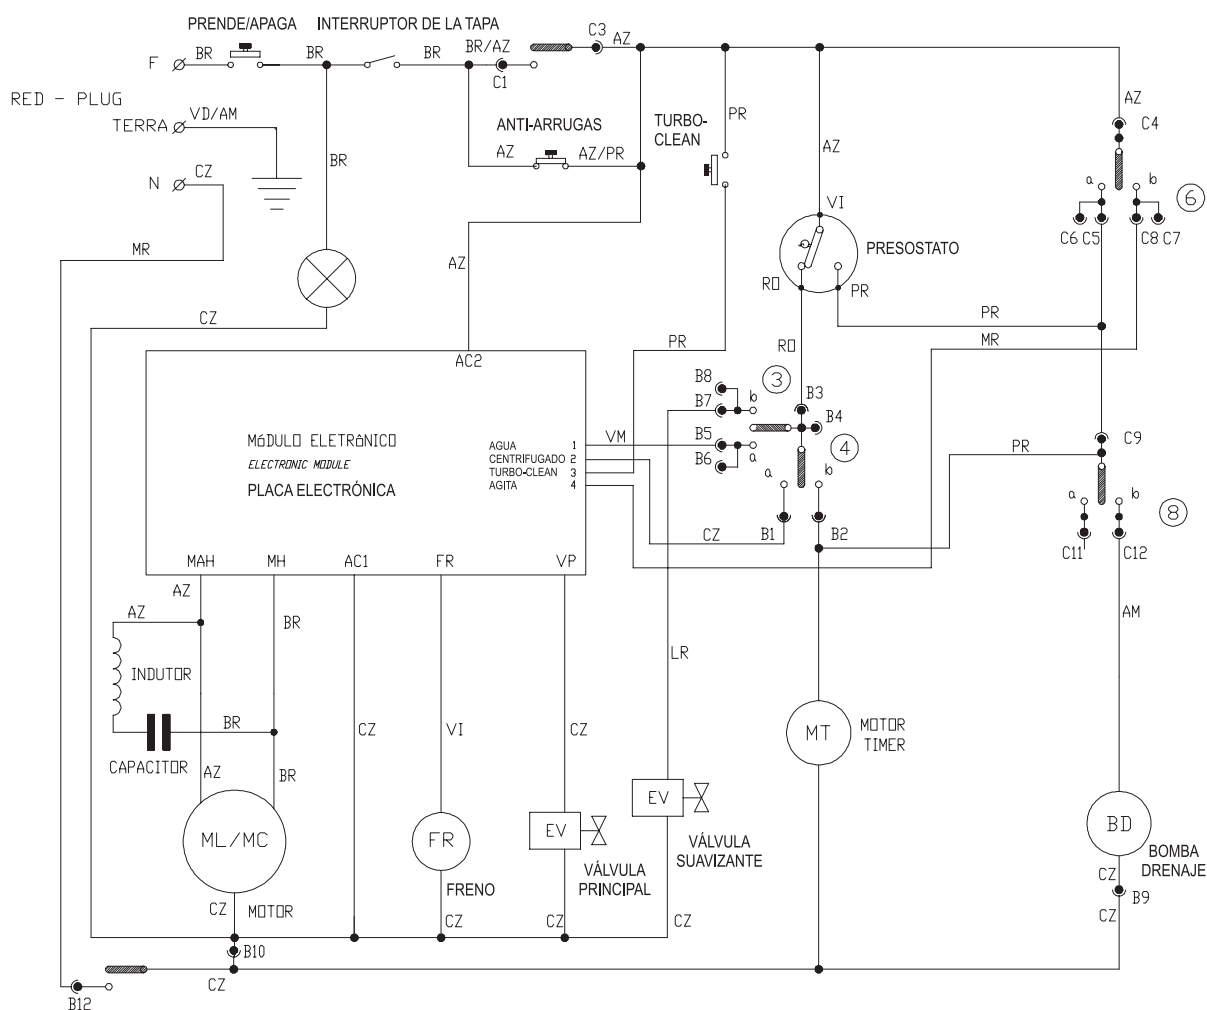 PRENDE/APAGA
INTERRUPTOR DE LA TAPA
C3
AZ
F
BR
BR
BR
BR/AZ
C1
RED - PLUG
TERRA
VD/AM
ANTI-ARRUGAS
AZ
AZ/PR
TURBO-
CLEAN
PR
AZ
AZ
C4
N
CZ
BR
a
b
6
VI
C6
C5
C8
C7
MR
PRESOSTATO
AZ
RO
PR
CZ
PR
PR
MR
RO
AC2
B8
3
B7
b
B3
B4
MóDULO ELETRâNICO
ELECTRONIC MODULE
PLACA ELECTRÓNICA
AGUA 1
CENTRIFUGADO 2
TURBO-CLEAN 3
AGITA 4
VM
B5
B6
a
4
a
b
PR
C9
a
b
8
CZ
B1
B2
C11
C12
MAH
MH
AC1
FR
VP
AZ
AZ
BR
AM
INDUTOR
LR
BR
CZ
VI
CZ
MT
MOTOR
TIMER
CAPACITOR
AZ
BR
EV
ML/MC
FR
EV
VÁLVULA
SUAVIZANTE
BD
BOMBA
DRENAJE
VÁLVULA
PRINCIPAL
FRENO
CZ
B9
CZ
MOTOR
CZ
CZ
CZ
CZ
B10
CZ
B12